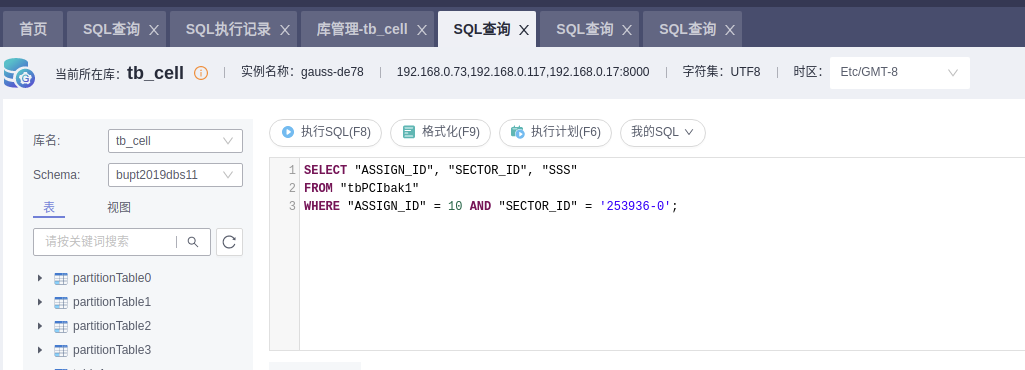 首页 SQL查询 SQL执行记录 库管理-tb_cell SQL查询 SQL查询 SQL查询
当前所在库: tb_cell 实例名称: gauss-de78 192.168.0.73,192.168.0.117,192.168.0.17:8000 字符集: UTF8 时区: Etc/GMT-8
库名: tb_cell
Schema: bupt2019dbs11
表 视图
请按关键词搜索
partitionTable0
partitionTable1
partitionTable2
partitionTable3
执行SQL(F8) 格式化(F9) 执行计划(F6) 我的SQL
1 SELECT "ASSIGN_ID", "SECTOR_ID", "SSS"
2 FROM "tbPCIbak1"
3 WHERE "ASSIGN_ID" = 10 AND "SECTOR_ID" = '253936-0';